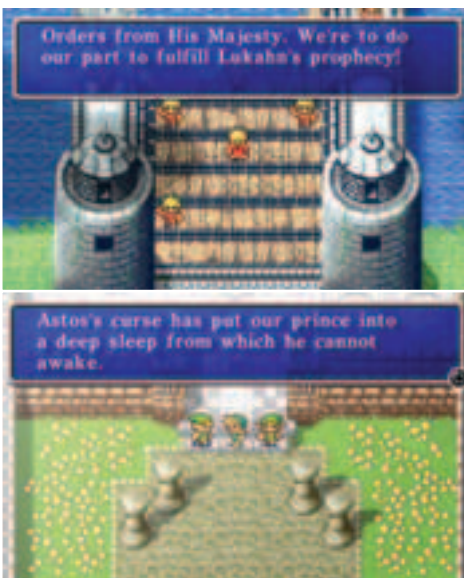 Orders from His Majesty. We're to do
our part to fulfill Lukahn's prophecy!
Astos's curse has put our prince into
a deep sleep from which he cannot
awake.